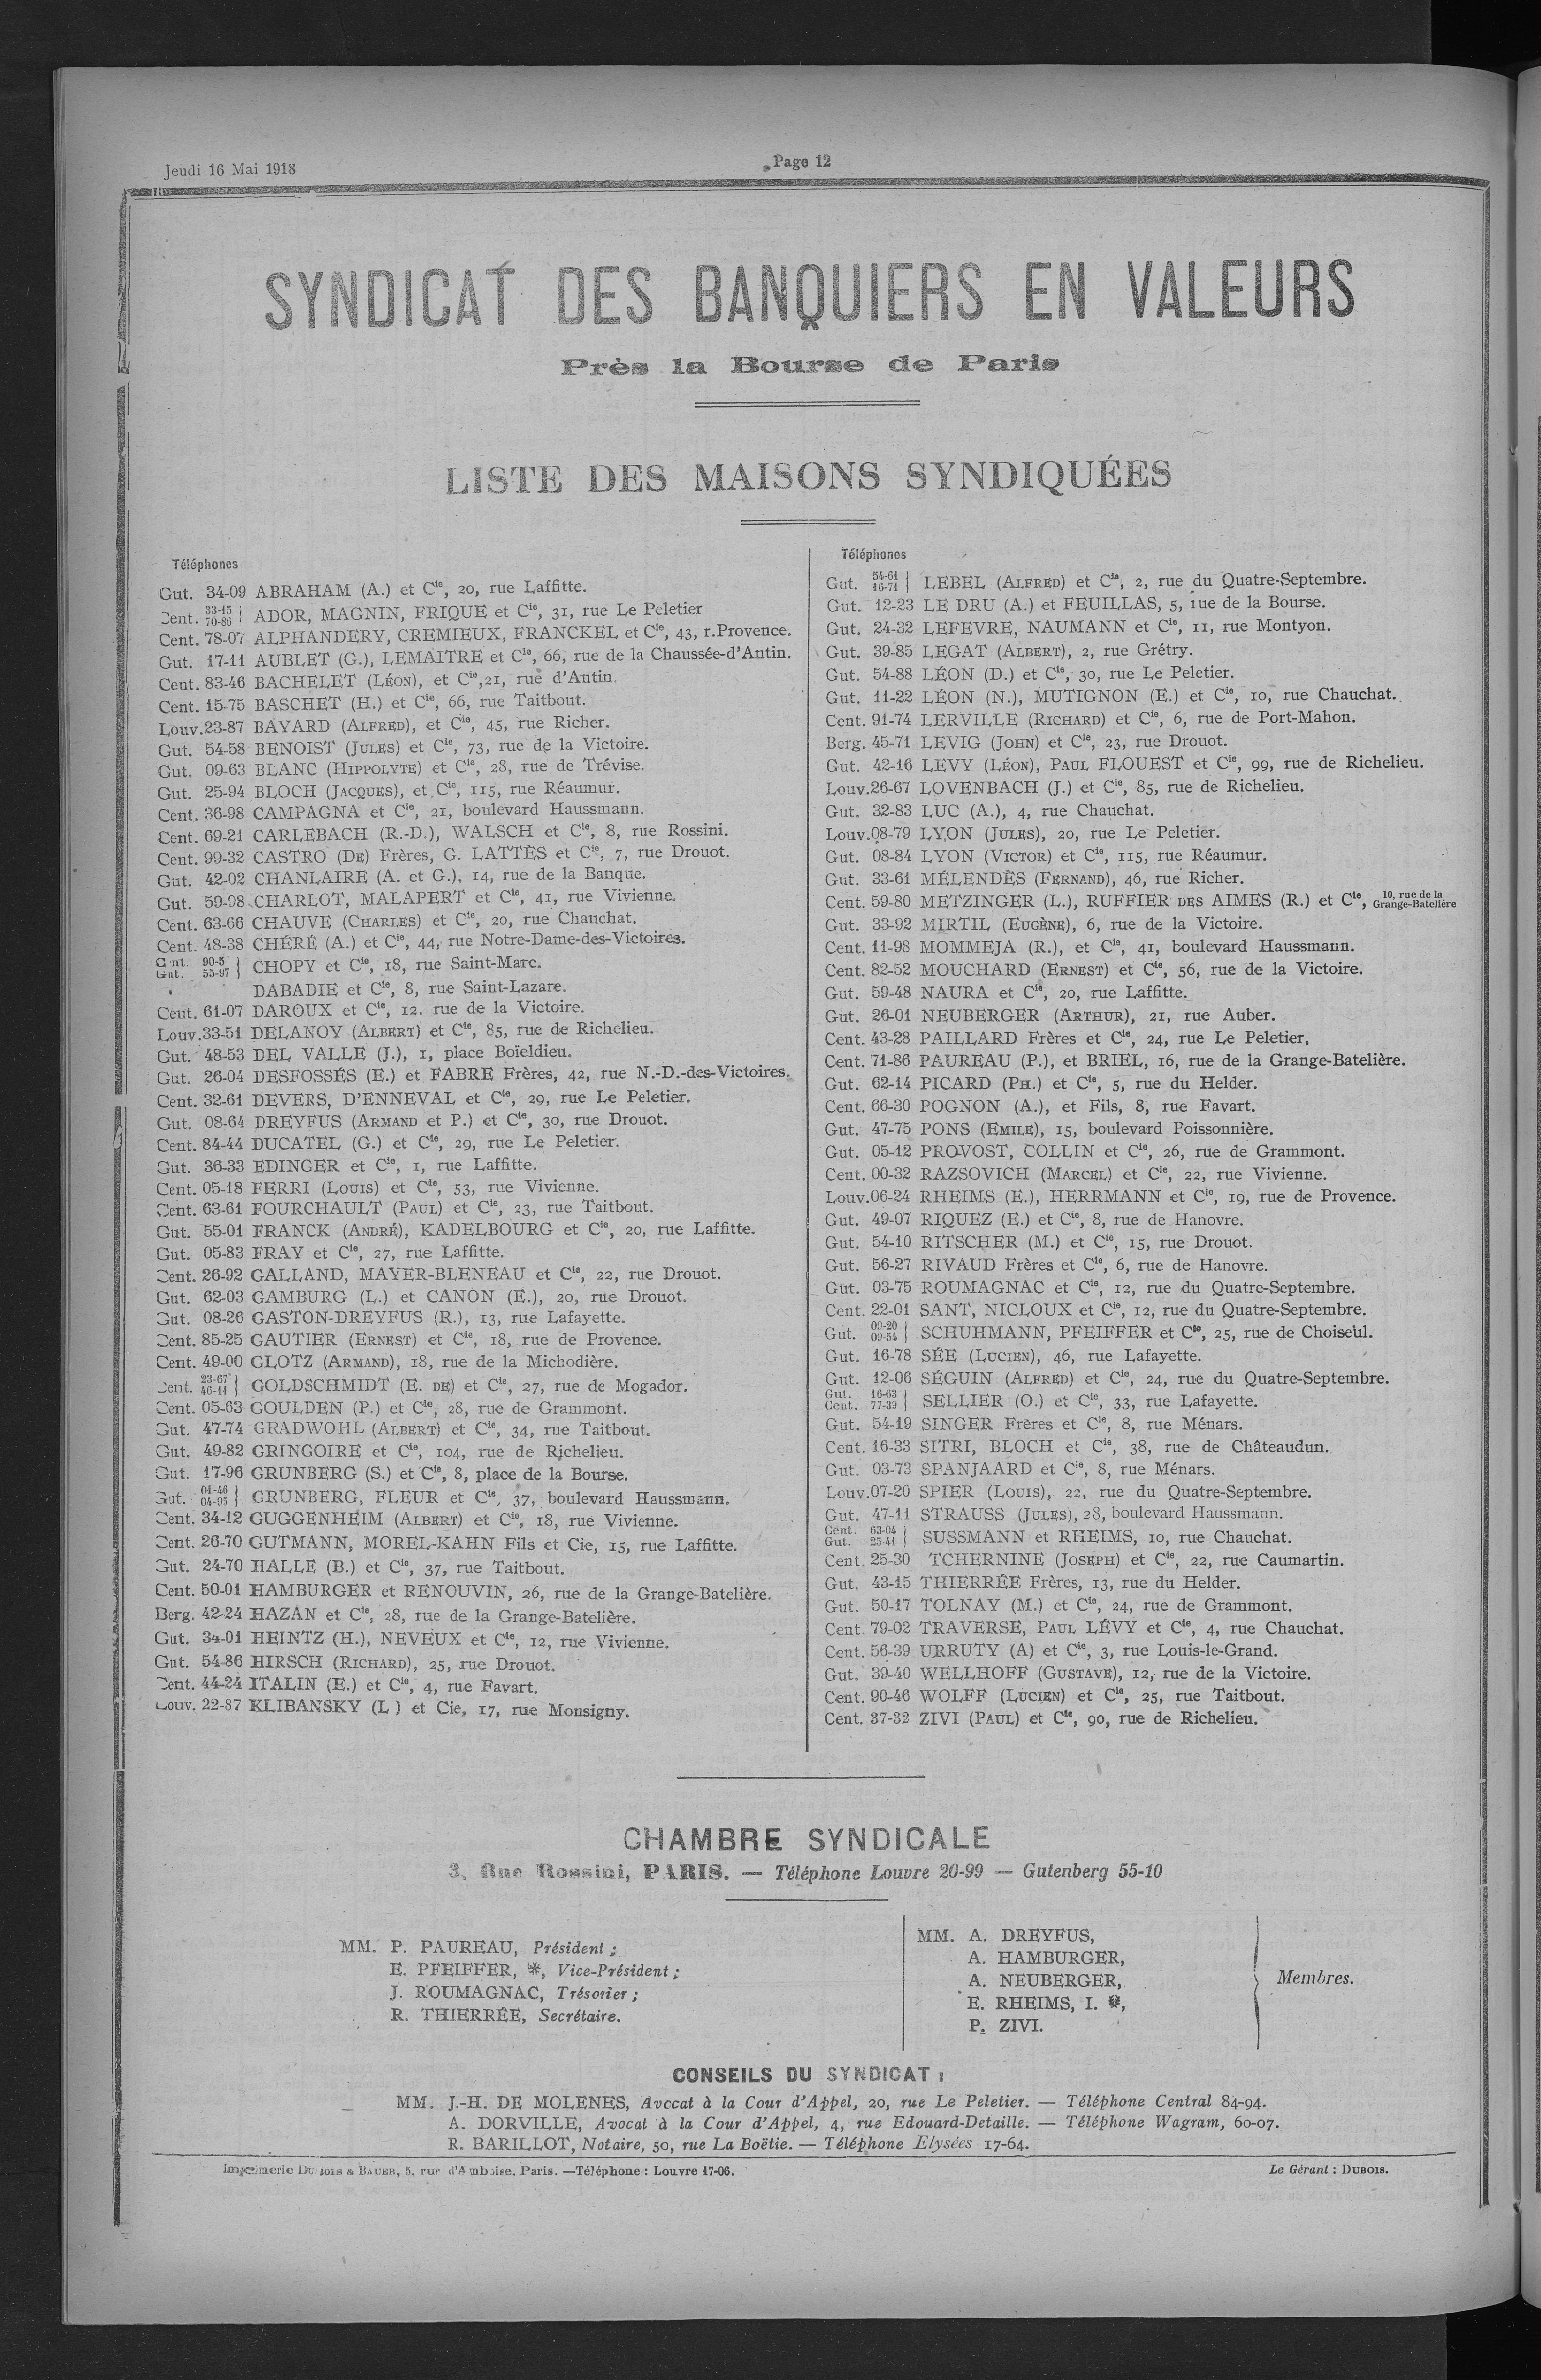 Jeudi 16 Mai 1918
Page 12
SYNDICAT DES BANQUIERS EN VALEURS
Près la Bourse de Paris
LISTE DES MAISONS SYNDIQUÉES
Téléphones
Gut. 34-09 ABRAHAM (A.) et Cie, 20, rue Laffitte.
Cent. 33-15 70-86 } ADOR, MAGNIN, FRIQUE et Cie, 31, rue Le Peletier
Cent. 78-07 ALPHANDERY, CREMIEUX, FRANCKEL et Cie, 43, r.Provence.
Gut. 17-11 AUBLET (G.), LEMAITRE et Cie, 66, rue de la Chaussée-d'Antin.
Cent. 83-46 BACHELET (LÉON), et Cie,21, rue d'Antin.
Cent. 15-75 BASCHET (H.) et Cie, 66, rue Taitbout.
Louv.23-87 BAYARD (ALFRED), et Cie, 45, rue Richer.
Gut. 54-58 BENOIST (JULES) et Cie, 73, rue de la Victoire.
Gut. 09-63 BLANC (HIPPOLYTE) et Cie, 28, rue de Trévise.
Gut. 25-94 BLOCH (JACQUES), et Cie, 115, rue Réaumur.
Cent. 36-98 CAMPAGNA et Cie, 21, boulevard Haussmann.
Cent. 69-21 CARLEBACH (R.-D.), WALSCH et Cie, 8, rue Rossini.
Cent. 99-32 CASTRO (DE) Frères, G. LATTÈS et Cie, 7, rue Drouot.
Gut. 42-02 CHANLAIRE (A. et G.), 14, rue de la Banque.
Gut. 59-98 CHARLOT, MALAPERT et Cie, 41, rue Vivienne.
Cent. 63-66 CHAUVE (CHARLES) et Cie, 20, rue Chauchat.
Cent. 48-38 CHÉRÉ (A.) et Cie, 44, rue Notre-Dame-des-Victoires.
90-5 Gut. 55-97 } CHOPY et Cie, 18, rue Saint-Marc.
DABADIE et Cie, 8, rue Saint-Lazare.
Cent. 61-07 DAROUX et Cie, 12. rue de la Victoire.
Louv.33-51 DELANOY (ALBERT) et Cie, 85, rue de Richelieu.
Gut. 48-53 DEL VALLE (J.), 1, place Boïeldieu.
Gut. 26-04 DESFOSSÉS (E.) et FABRE Frères, 42, rue N.-D.-des-Victoires.
Cent. 32-61 DEVERS, D'ENNEVAL et Cie, 29, rue Le Peletier.
Gut. 08-64 DREYFUS (ARMAND et P.) et Cie, 30, rue Drouot.
Cent. 84-44 DUCATEL (G.) et Cie, 29, rue Le Peletier.
Gut. 36-33 EDINGER et Cie, 1, rue Laffitte.
Cent. 05-18 FERRI (LOUIS) et Cie, 53, rue Vivienne.
Cent. 63-61 FOURCHAULT (PAUL) et Cie, 23, rue Taitbout.
Gut. 55-01 FRANCK (ANDRÉ), KADELBOURG et Cie, 20, rue Laffitte.
Gut. 05-83 FRAY et Cie, 27, rue Laffitte.
Cent. 26-92 GALLAND, MAYER-BLENEAU et Cie, 22, rue Drouot.
Gut. 62-03 GAMBURG (L.) et CANON (E.), 20, rue Drouot.
Gut. 08-26 GASTON-DREYFUS (R.), 13, rue Lafayette.
Cent. 85-25 GAUTIER (ERNEST) et Cie, 18, rue de Provence.
Cent. 49-00 GLOTZ (ARMAND), 18, rue de la Michodière.
Cent. 23-67 46-11 } GOLDSCHMIDT (E. DE) et Cie, 27, rue de Mogador.
Cent. 05-63 GOULDEN (P.) et Cie, 28, rue de Grammont.
Gut. 47-74 GRADWOHL (ALBERT) et Cie, 34, rue Taitbout.
Gut. 49-82 GRINGOIRE et Cie, 104, rue de Richelieu.
Gut. 17-96 GRUNBERG (S.) et Cie, 8, place de la Bourse.
Gut. 04-46 04-95 } GRUNBERG, FLEUR et Cie, 37, boulevard Haussmann.
Cent. 34-12 GUGGENHEIM (ALBERT) et Cie, 18, rue Vivienne.
Cent. 26-70 GUTMANN, MOREL-KAHN Fils et Cie, 15, rue Laffitte.
Gut. 24-70 HALLE (B.) et Cie, 37, rue Taitbout.
Cent. 50-01 HAMBURGER et RENOUVIN, 26, rue de la Grange-Batelière.
Berg. 42-24 HAZAN et Cie, 28, rue de la Grange-Batelière.
Gut. 34-01 HEINTZ (H.), NEVEUX et Cie, 12, rue Vivienne.
Gut. 54-86 HIRSCH (RICHARD), 25, rue Drouot.
Cent. 44-24 ITALIN (E.) et Cie, 4, rue Favart.
Louv. 22-87 KLIBANSKY (L ) et Cie, 17, rue Monsigny.
Téléphones
Gut. 54-61 16-71 } LEBEL (ALFRED) et Cie, 2, rue du Quatre-Septembre.
Gut. 12-23 LE DRU (A.) et FEUILLAS, 5, rue de la Bourse.
Gut. 24-32 LEFEVRE, NAUMANN et Cie, 11, rue Montyon.
Gut. 39-85 LEGAT (ALBERT), 2, rue Grétry.
Gut. 54-88 LÉON (D.) et Cie, 30, rue Le Peletier.
Gut. 11-22 LÉON (N.), MUTIGNON (E.) et Cie, 10, rue Chauchat.
Cent. 91-74 LERVILLE (RICHARD) et Cie, 6, rue de Port-Mahon.
Berg. 45-71 LEVIG (JOHN) et Cie, 23, rue Drouot.
Gut. 42-16 LEVY (LÉON), PAUL FLOUEST et Cie, 99, rue de Richelieu.
Louv.26-67 LOVENBACH (J.) et Cie, 85, rue de Richelieu.
Gut. 32-83 LUC (A.), 4, rue Chauchat.
Louv.08-79 LYON (JULES), 20, rue Le Peletier.
Gut. 08-84 LYON (VICTOR) et Cie, 115, rue Réaumur.
Gut. 33-61 MÉLENDÈS (FERNAND), 46, rue Richer.
Cent. 59-80 METZINGER (L.), RUFFIER DES AIMES (R.) et Cie, 10, rue de la Grange-Batelière
Gut. 33-92 MIRTIL (EUGÈNE), 6, rue de la Victoire.
Cent. 11-98 MOMMEJA (R.), et Cie, 41, boulevard Haussmann.
Cent. 82-52 MOUCHARD (ERNEST) et Cie, 56, rue de la Victoire.
Gut. 59-48 NAURA et Cie, 20, rue Laffitte.
Gut. 26-01 NEUBERGER (ARTHUR), 21, rue Auber.
Cent. 43-28 PAILLARD Frères et Cie, 24, rue Le Peletier,
Cent. 71-86 PAUREAU (P.), et BRIEL, 16, rue de la Grange-Batelière.
Gut. 62-14 PICARD (PH.) et Cie, 5, rue du Helder.
Cent. 66-30 POGNON (A.), et Fils, 8, rue Favart.
Gut. 47-75 PONS (EMILE), 15, boulevard Poissonnière.
Gut. 05-12 PROVOST, COLLIN et Cie, 26, rue de Grammont.
Cent. 00-32 RAZSOVICH (MARCEL) et Cie, 22, rue Vivienne.
Louv.06-24 RHEIMS (E.), HERRMANN et Cie, 19, rue de Provence.
Gut. 49-07 RIQUEZ (E.) et Cie, 8, rue de Hanovre.
Gut. 54-10 RITSCHER (M.) et Cie, 15, rue Drouot.
Gut. 56-27 RIVAUD Frères et Cie, 6, rue de Hanovre.
Gut. 03-75 ROUMAGNAC et Cie, 12, rue du Quatre-Septembre.
Cent. 22-01 SANT, NICLOUX et Cie, 12, rue du Quatre-Septembre.
Gut. 09-20 09-54 } SCHUHMANN, PFEIFFER et Cie, 25, rue de Choiseul.
Gut. 16-78 SÉE (LUCIEN), 46, rue Lafayette.
Gut. 12-06 SÉGUIN (ALFRED) et Cie, 24, rue du Quatre-Septembre.
Gut. 16-63 Cent. 77-39 } SELLIER (O.) et Cie, 33, rue Lafayette.
Gut. 54-19 SINGER Frères et Cie, 8, rue Ménars.
Cent. 16-33 SITRI, BLOCH et Cie, 38, rue de Châteaudun.
Gut. 03-73 SPANJAARD et Cie, 8, rue Ménars.
Louv.07-20 SPIER (LOUIS), 22, rue du Quatre-Septembre.
Gut. 47-11 STRAUSS (JULES), 28, boulevard Haussmann.
Cent. 63-04 Gut. 25-41 } SUSSMANN et RHEIMS, 10, rue Chauchat.
Cent. 25-30 TCHERNINE (JOSEPH) et Cie, 22, rue Caumartin.
Gut. 43-15 THIERRÉE Frères, 13, rue du Helder.
Gut. 50-17 TOLNAY (M.) et Cie, 24, rue de Grammont.
Cent. 79-02 TRAVERSE, PAUL LÉVY et Cie, 4, rue Chauchat.
Cent. 56-39 URRUTY (A) et Cie, 3, rue Louis-le-Grand.
Gut. 39-40 WELLHOFF (GUSTAVE), 12, rue de la Victoire.
Cent. 90-46 WOLFF (LUCIEN) et Cie, 25, rue Taitbout.
Cent. 37-32 ZIVI (PAUL) et Cie, 90, rue de Richelieu.
CHAMBRE SYNDICALE
3, Rue Rossini, PARIS. — Téléphone Louvre 20-99 — Gutenberg 55-10
MM. P. PAUREAU, Président ;
E. PFEIFFER, ✻, Vice-Président ;
J. ROUMAGNAC, Trésorier ;
R. THIERRÉE, Secrétaire.
MM. A. DREYFUS,
A. HAMBURGER,
A. NEUBERGER,
E. RHEIMS, I. ✻,
P. ZIVI.
Membres.
CONSEILS DU SYNDICAT :
MM. J.-H. DE MOLENES, Avocat à la Cour d'Appel, 20, rue Le Peletier. — Téléphone Central 84-94.
A. DORVILLE, Avocat à la Cour d'Appel, 4, rue Edouard-Detaille. — Téléphone Wagram, 60-07.
R. BARILLOT, Notaire, 50, rue La Boëtie. — Téléphone Elysées 17-64.
Imprimerie DUBOIS & BAUER, 5, rue d'Amboise, Paris. —Téléphone : Louvre 17-06.
Le Gérant : DUBOIS.